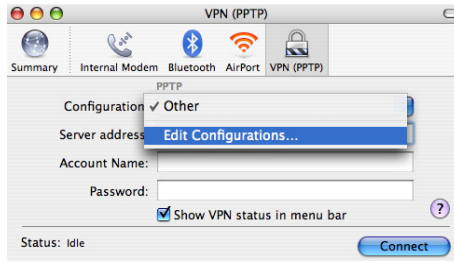 VPN (PPTP)
Summary Internal Modem Bluetooth AirPort VPN (PPTP)
PPTP
Configuration ✓ Other
Edit Configurations...
Server address
Account Name:
Password:
Show VPN status in menu bar
?
Status: Idle
Connect